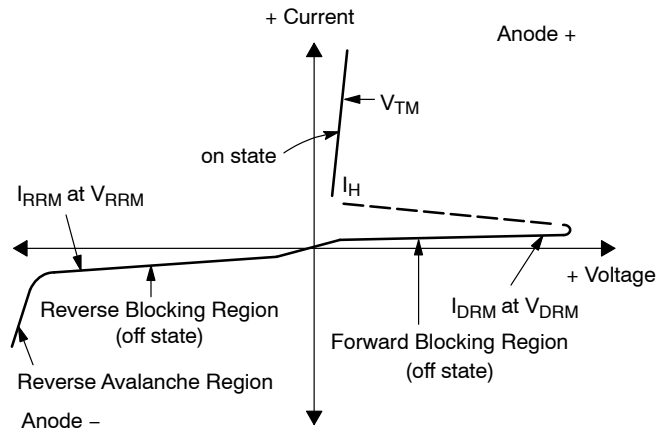 + Current
Anode +
V_TM
on state
I_H
I_RRM at V_RRM
+ Voltage
Reverse Blocking Region
(off state)
I_DRM at V_DRM
Forward Blocking Region
(off state)
Reverse Avalanche Region
Anode −